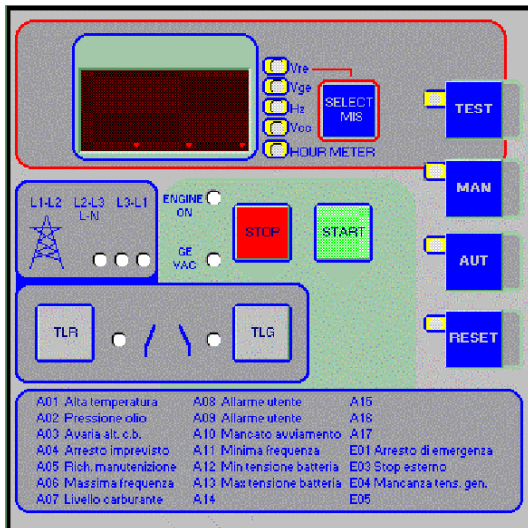 Vre
Vge
Hz
Vcc
HOUR METER
SELECT
MIS
TEST
MAN
AUT
RESET
L1-L2 L2-L3 L3-L1
L-N
ENGINE
ON
GE
VAC
STOP
START
TLR
TLG
A01 Alta temperatura
A02 Pressione olio
A03 Avaria alt. c.b.
A04 Arresto imprevisto
A05 Rich. manutenizione
A06 Massima frequenza
A07 Livello carburante
A08 Allarme utente
A09 Allarme utente
A10 Mancato avviamento
A11 Minima frequenza
A12 Min tensione batteria
A13 Max tensione batteria
A14
A15
A16
A17
E01 Arresto di emergenza
E03 Stop esterno
E04 Mancanza tens. gen.
E05